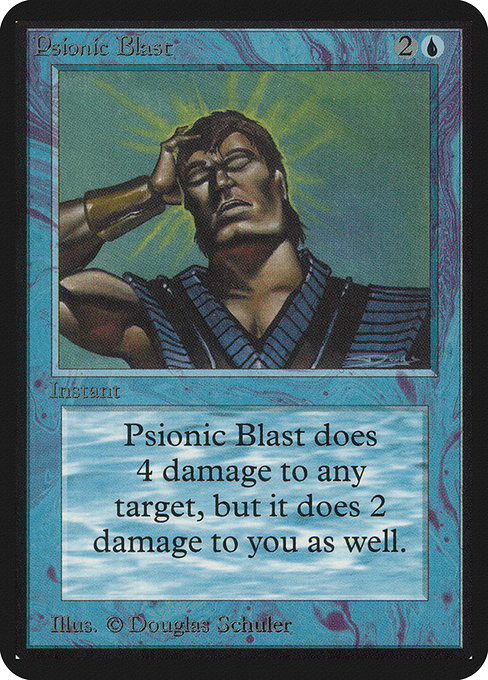 Psionic Blast 2
Instant
Psionic Blast does
4 damage to any
target, but it does 2
damage to you as well.
Illus. © Douglas Schuler